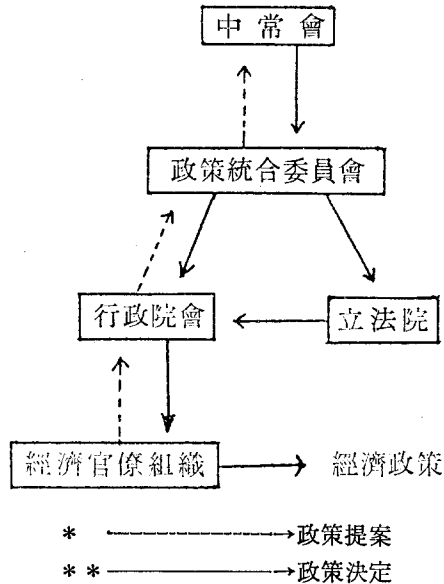 中常會
政策統合委員會
行政院會
立法院
經濟官僚組織
經濟政策
* 政策提案
** 政策決定